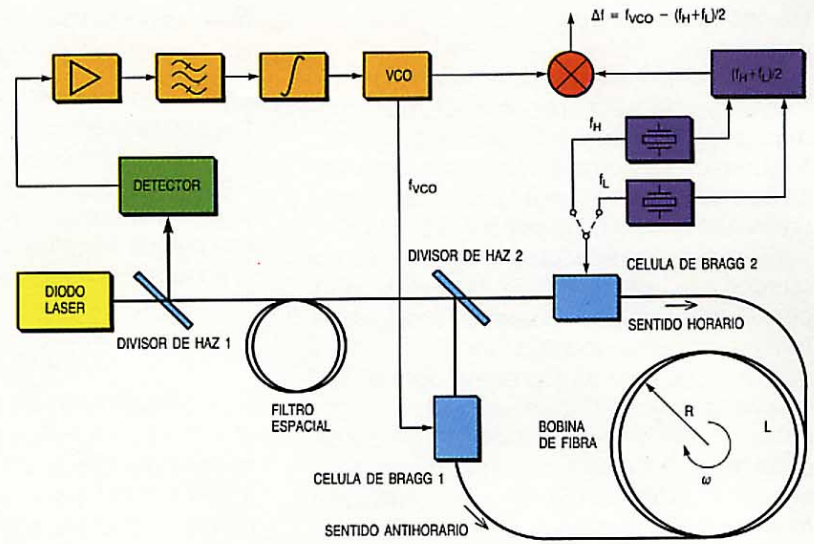 Δf = fVCO − (fH+fL)/2
VCO
(fH+fL)/2
fH
fL
DETECTOR
fVCO
DIVISOR DE HAZ 2
CELULA DE BRAGG 2
DIODO
LASER
DIVISOR DE HAZ 1
SENTIDO HORARIO
FILTRO
ESPACIAL
BOBINA
DE FIBRA
R
L
ω
CELULA DE BRAGG 1
SENTIDO ANTIHORARIO